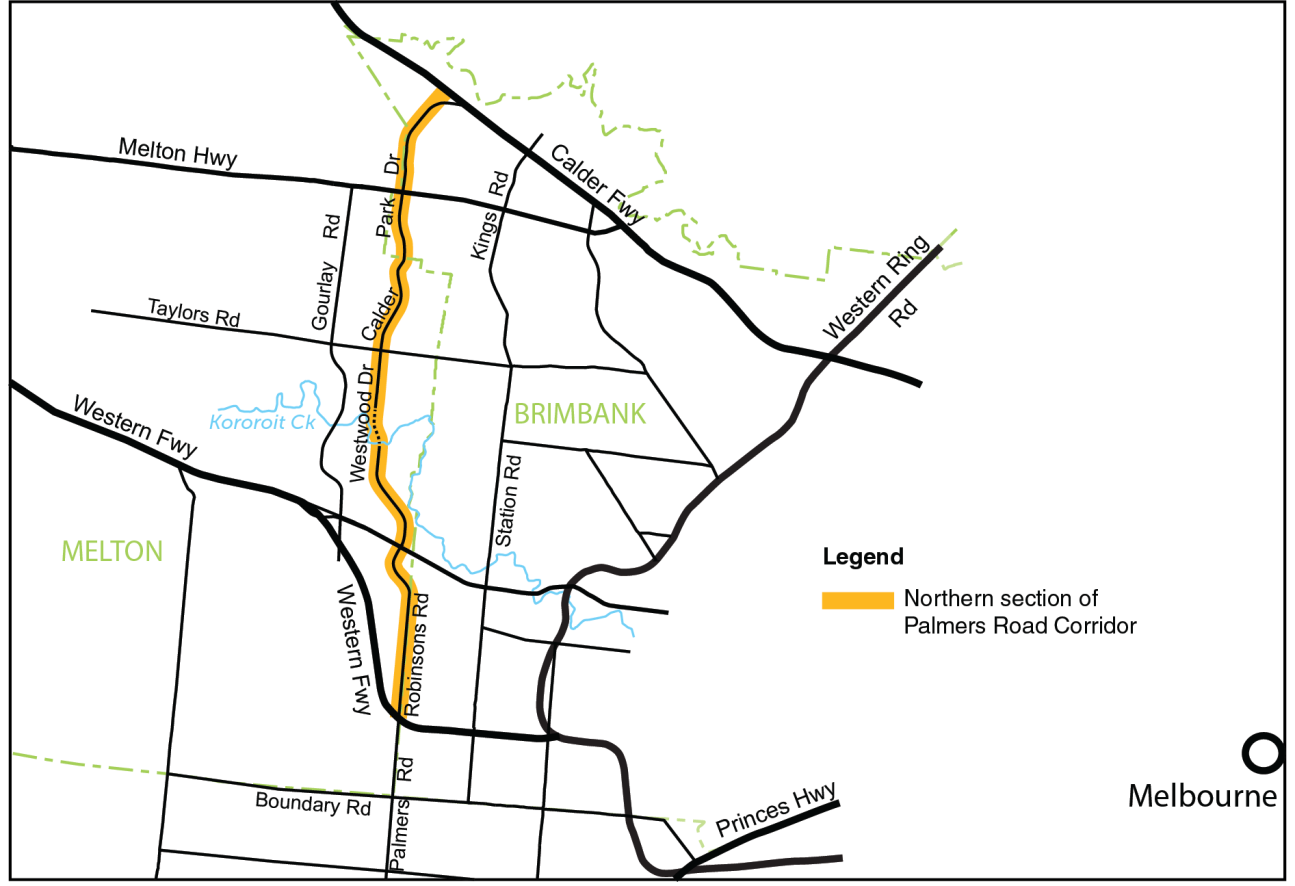 Melton Hwy
Calder Fwy
Park Dr
Kings Rd
Gourlay Rd
Western Ring
Rd
Taylors Rd
Calder
Westwood Dr
Western Fwy
Kororoit Ck
BRIMBANK
Station Rd
MELTON
Legend
Northern section of
Palmers Road Corridor
Western Fwy
Robinsons Rd
Palmers Rd
Boundary Rd
Princes Hwy
Melbourne